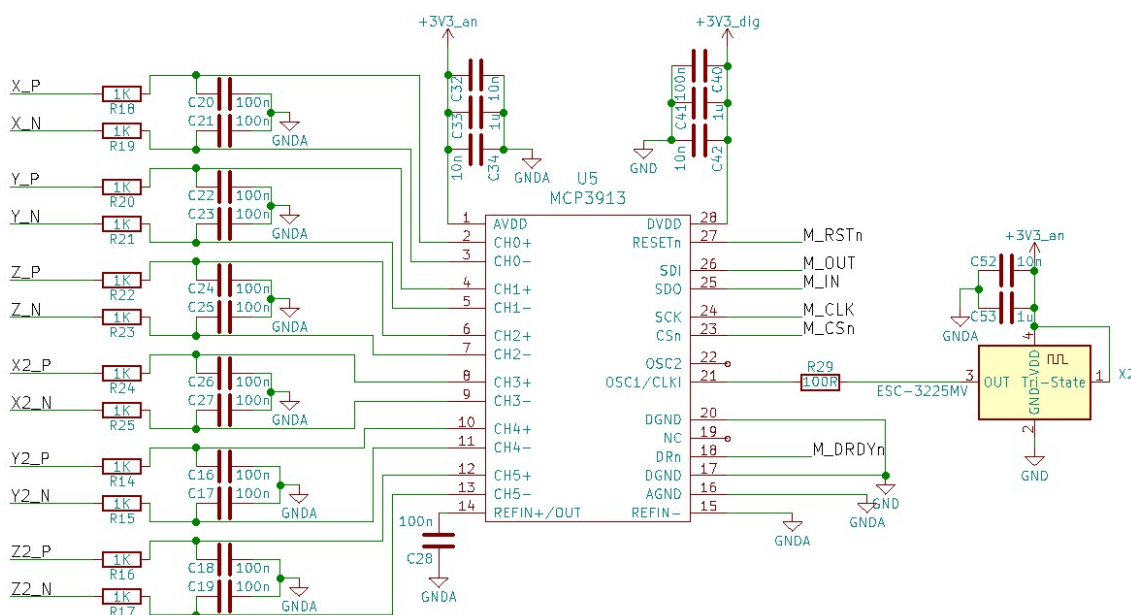 +3V3_an
+3V3_dig
X_P
1K
R18
C20
100n
C21
100n
GNDA
X_N
1K
R19
C32
10n
C33
1u
10n
C34
GNDA
100n
C40
C41
1u
10n
C42
GND
U5
MCP3913
Y_P
1K
R20
C22
100n
C23
100n
GNDA
Y_N
1K
R21
Z_P
1K
R22
C24
100n
C25
100n
GNDA
Z_N
1K
R23
X2_P
1K
R24
C26
100n
C27
100n
GNDA
X2_N
1K
R25
Y2_P
1K
R14
C16
100n
C17
100n
GNDA
Y2_N
1K
R15
Z2_P
1K
R16
C18
100n
C19
100n
GNDA
Z2_N
1K
R17
1 AVDD
2 CH0+
3 CH0-
4 CH1+
5 CH1-
6 CH2+
7 CH2-
8 CH3+
9 CH3-
10 CH4+
11 CH4-
12 CH5+
13 CH5-
14 REFIN+/OUT
100n
C28
GNDA
DVDD 28
RESETn 27 M_RSTn
SDI 26 M_OUT
SDO 25 M_IN
SCK 24 M_CLK
CSn 23 M_CSn
OSC2 22
OSC1/CLKI 21
DGND 20
NC 19
DRn 18 M_DRDYn
DGND 17
AGND 16
REFIN- 15
GND
GNDA
GNDA
R29
100R
+3V3_an
C52
10n
C53
1u
GNDA
ESC-3225MV
X2
3 OUT
Tri-State 1
4 VDD
GND
2
GND